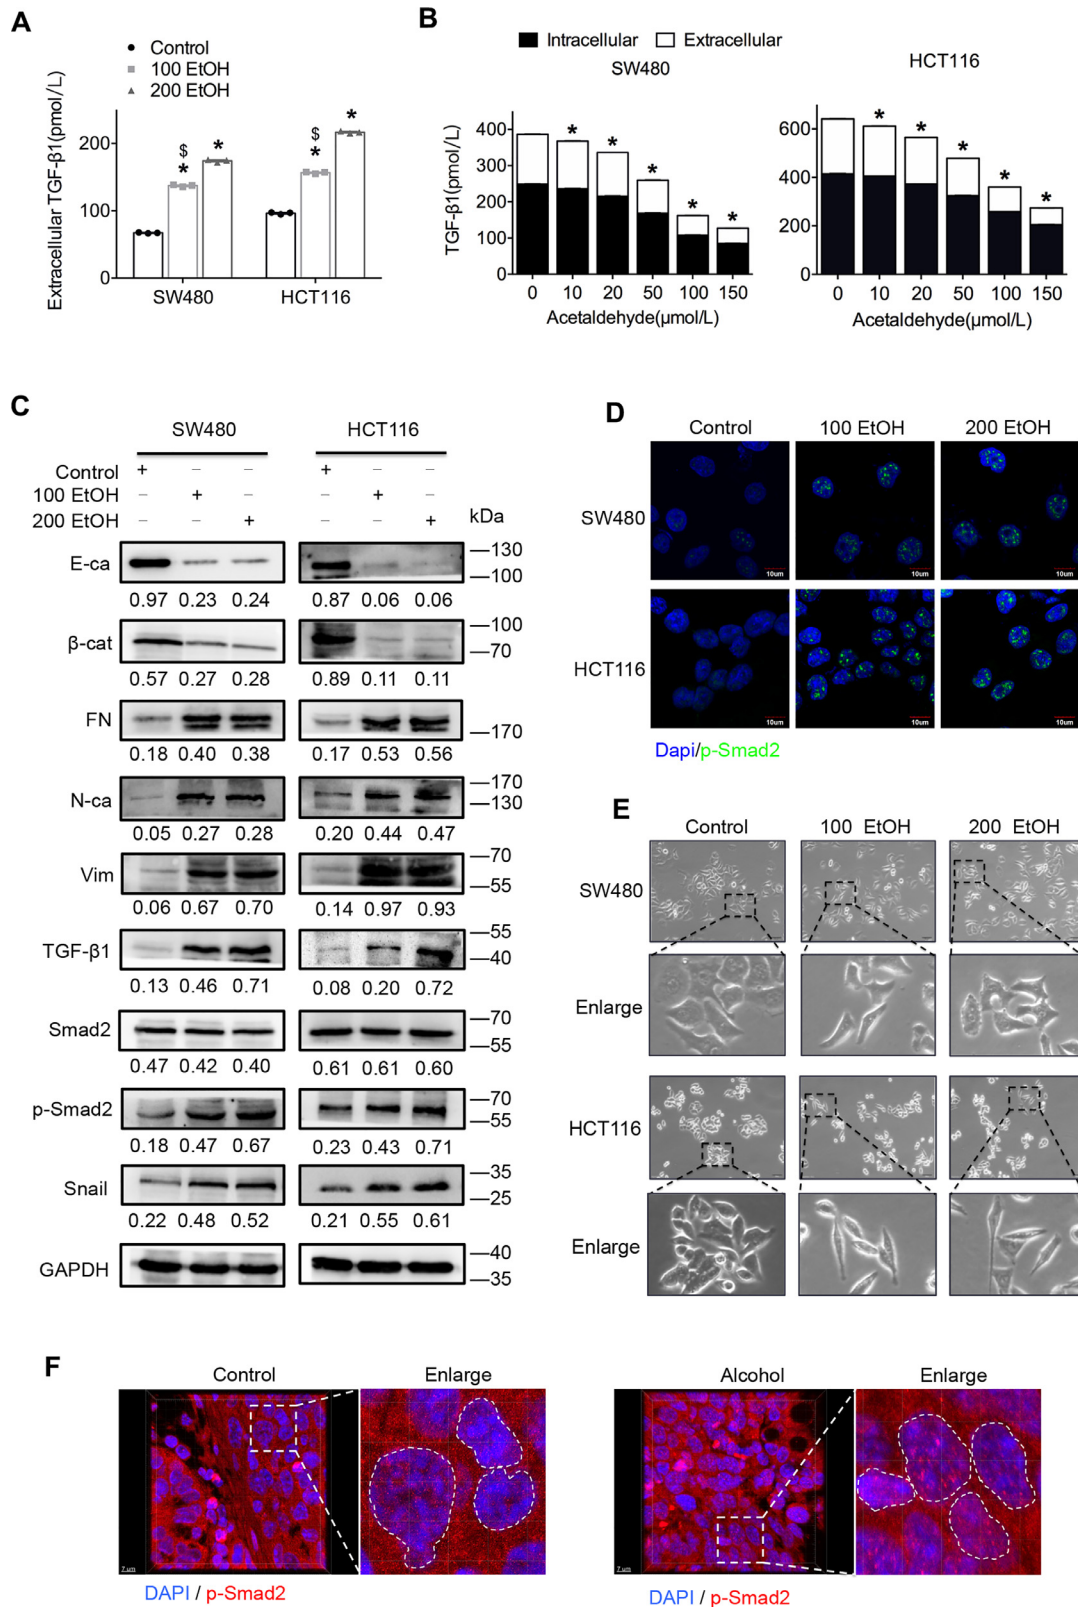 A
Control
100 EtOH
200 EtOH
Extracellular TGF-β1(pmol/L)
200
100
0
$
*
*
$
*
*
SW480 HCT116
B
Intracellular Extracellular
SW480
TGF-β1(pmol/L)
400
300
200
100
0
* * * * *
0 10 20 50 100 150
Acetaldehyde(μmol/L)
HCT116
600
400
200
0
* * * * *
0 10 20 50 100 150
Acetaldehyde(μmol/L)
C
SW480 HCT116
Control + − − + − −
100 EtOH − + − − + −
200 EtOH − − + − − +
kDa
E-ca —130 —100
0.97 0.23 0.24 0.87 0.06 0.06
β-cat —100 —70
0.57 0.27 0.28 0.89 0.11 0.11
FN —170
0.18 0.40 0.38 0.17 0.53 0.56
N-ca —170 —130
0.05 0.27 0.28 0.20 0.44 0.47
Vim —70 —55
0.06 0.67 0.70 0.14 0.97 0.93
TGF-β1 —55 —40
0.13 0.46 0.71 0.08 0.20 0.72
Smad2 —70 —55
0.47 0.42 0.40 0.61 0.61 0.60
p-Smad2 —70 —55
0.18 0.47 0.67 0.23 0.43 0.71
Snail —35 —25
0.22 0.48 0.52 0.21 0.55 0.61
GAPDH —40 —35
D
Control 100 EtOH 200 EtOH
SW480
10um 10um 10um
HCT116
10um 10um 10um
Dapi/p-Smad2
E
Control 100 EtOH 200 EtOH
SW480
Enlarge
HCT116
Enlarge
F
Control Enlarge Alcohol Enlarge
7 μm 7 μm
DAPI / p-Smad2 DAPI / p-Smad2